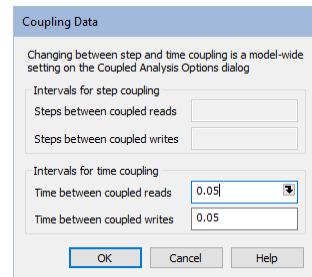 Coupling Data
Changing between step and time coupling is a model-wide
setting on the Coupled Analysis Options dialog
Intervals for step coupling
Steps between coupled reads
Steps between coupled writes
Intervals for time coupling
Time between coupled reads 0.05
Time between coupled writes 0.05
OK Cancel Help